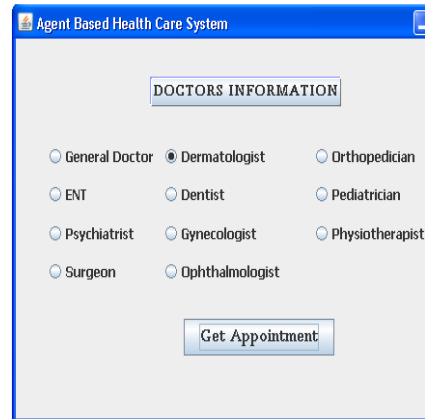 Agent Based Health Care System
DOCTORS INFORMATION
General Doctor Dermatologist Orthopedician
ENT Dentist Pediatrician
Psychiatrist Gynecologist Physiotherapist
Surgeon Ophthalmologist
Get Appointment